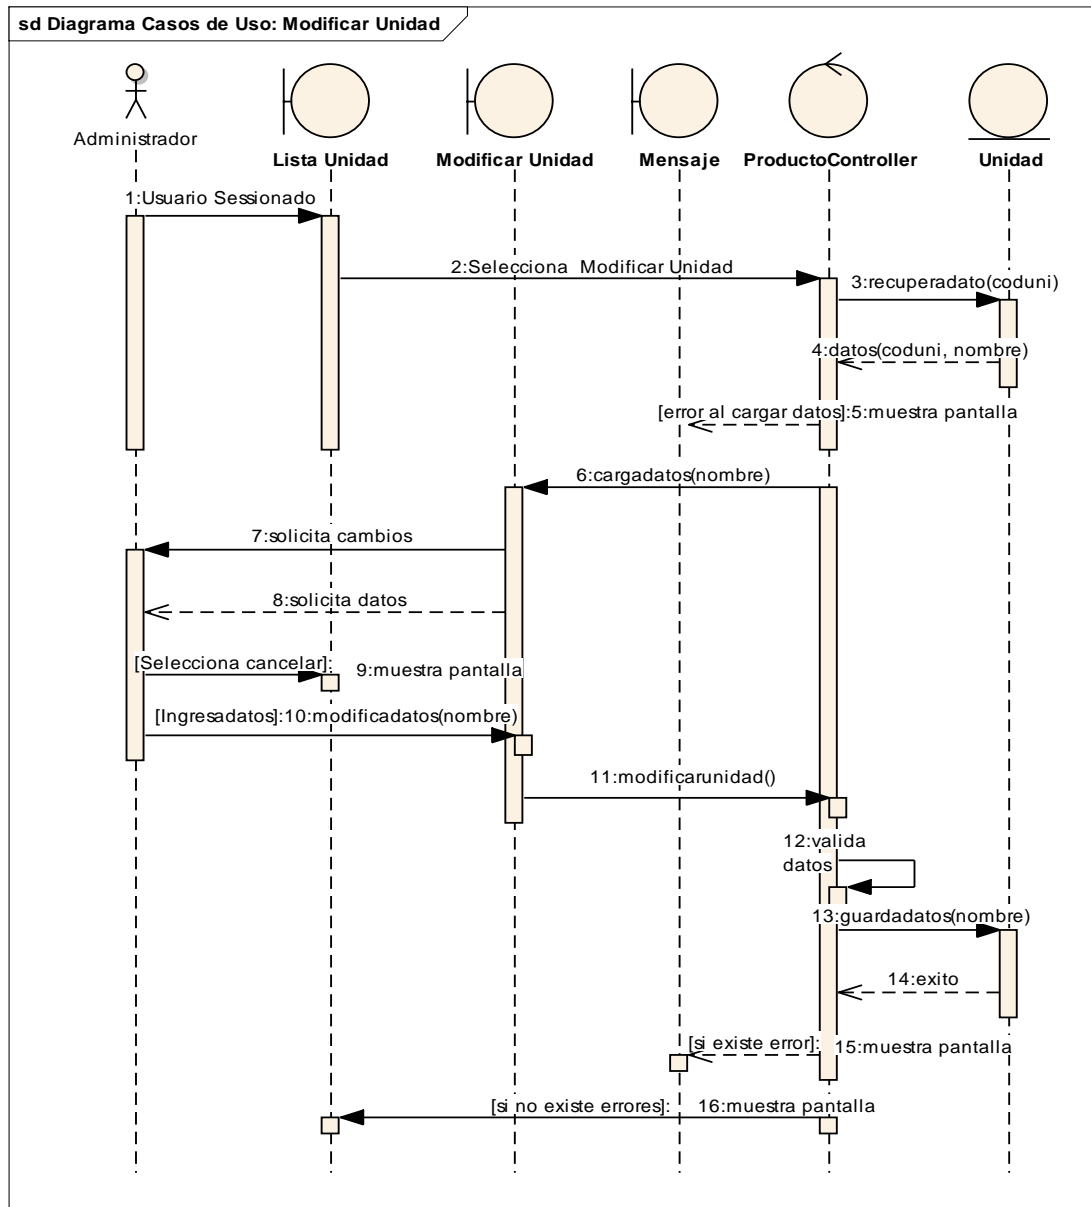 sd Diagrama Casos de Uso: Modificar Unidad
Administrador
Lista Unidad
Modificar Unidad
Mensaje
ProductoController
Unidad
1:Usuario Sessionado
2:Selecciona  Modificar Unidad
3:recuperadato(coduni)
4:datos(coduni, nombre)
[error al cargar datos]:5:muestra pantalla
6:cargadatos(nombre)
7:solicita cambios
8:solicita datos
[Selecciona cancelar]:
9:muestra pantalla
[Ingresadatos]:10:modificadatos(nombre)
11:modificarunidad()
12:valida
datos
13:guardadatos(nombre)
14:exito
[si existe error]:
15:muestra pantalla
[si no existe errores]:
16:muestra pantalla